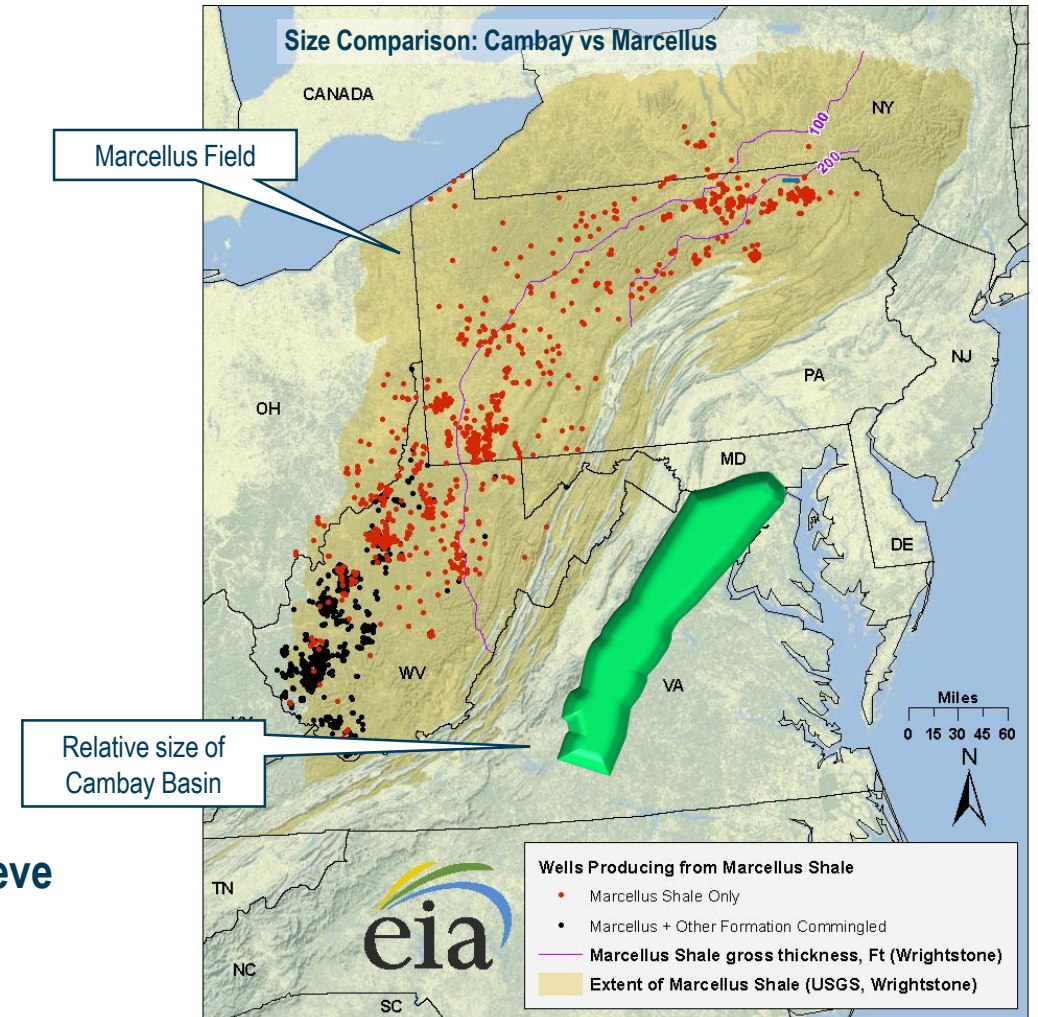 Size Comparison: Cambay vs Marcellus
CANADA
NY
100
200
Marcellus Field
NJ
PA
OH
MD
DE
WV
VA
Miles
0 15 30 45 60
N
Relative size of
Cambay Basin
eve
TN
NC
SC
eia
Wells Producing from Marcellus Shale
Marcellus Shale Only
Marcellus + Other Formation Commingled
Marcellus Shale gross thickness, Ft (Wrightstone)
Extent of Marcellus Shale (USGS, Wrightstone)